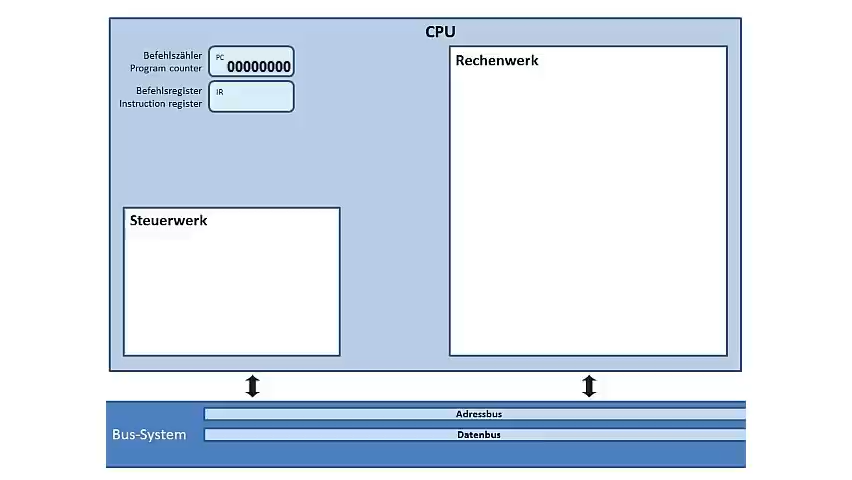 CPU
Befehlszähler
Program counter
PC
00000000
Befehlsregister
Instruction register
IR
Rechenwerk
Steuerwerk
Bus-System
Adressbus
Datenbus